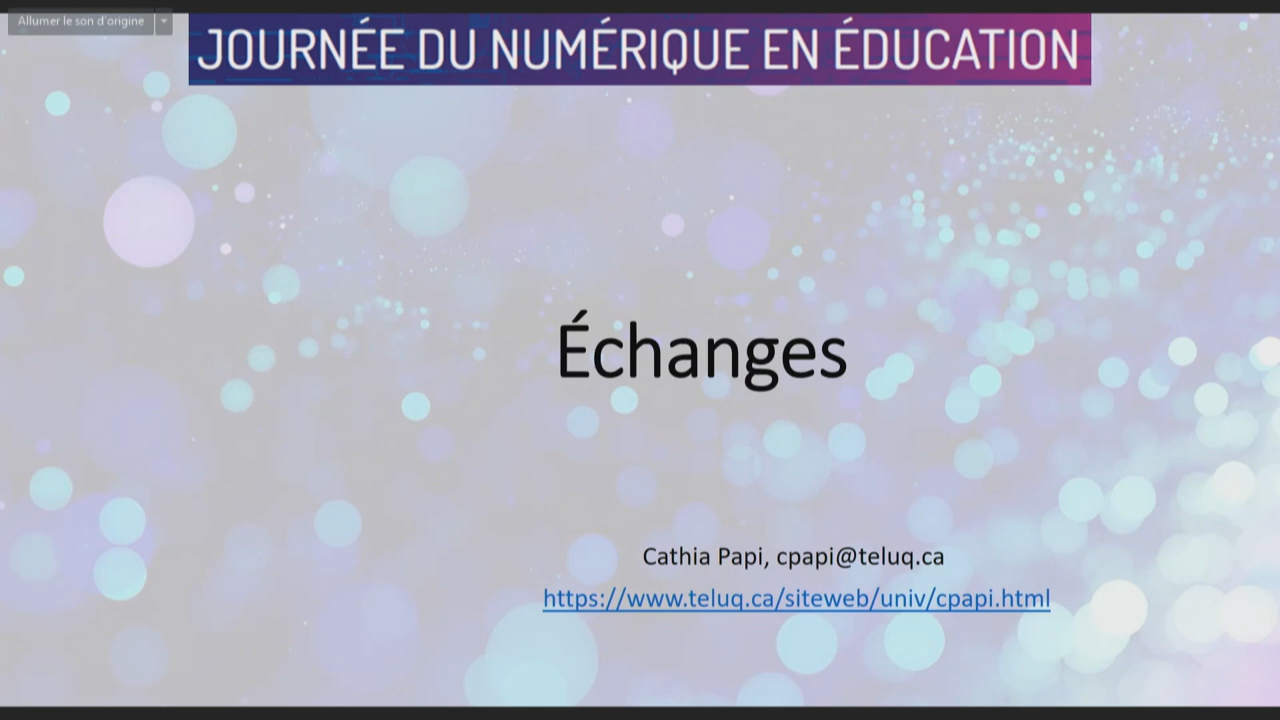 Allumer le son d'origine
JOURNÉE DU NUMÉRIQUE EN ÉDUCATION
Échanges
Cathia Papi, cpapi@teluq.ca
https://www.teluq.ca/siteweb/univ/cpapi.html